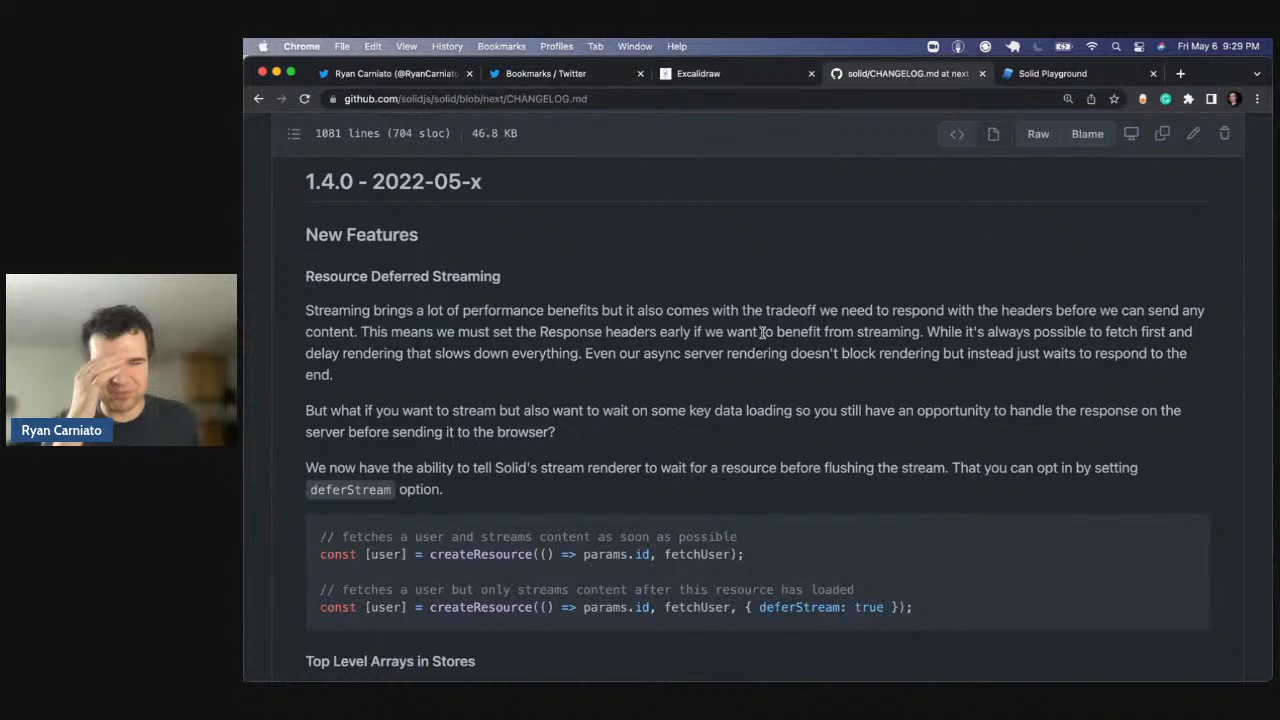 Chrome File Edit View History Bookmarks Profiles Tab Window Help Fri May 6 9:29 PM
Ryan Carniato (@RyanCarniato Bookmarks / Twitter Excalidraw solid/CHANGELOG.md at next Solid Playground
github.com/solidjs/solid/blob/next/CHANGELOG.md
1081 lines (704 sloc) 46.8 KB Raw Blame
1.4.0 - 2022-05-x
New Features
Resource Deferred Streaming
Streaming brings a lot of performance benefits but it also comes with the tradeoff we need to respond with the headers before we can send any
content. This means we must set the Response headers early if we want to benefit from streaming. While it's always possible to fetch first and
delay rendering that slows down everything. Even our async server rendering doesn't block rendering but instead just waits to respond to the
end.
But what if you want to stream but also want to wait on some key data loading so you still have an opportunity to handle the response on the
server before sending it to the browser?
We now have the ability to tell Solid's stream renderer to wait for a resource before flushing the stream. That you can opt in by setting
deferStream option.
// fetches a user and streams content as soon as possible
const [user] = createResource(() => params.id, fetchUser);
// fetches a user but only streams content after this resource has loaded
const [user] = createResource(() => params.id, fetchUser, { deferStream: true });
Top Level Arrays in Stores
Ryan Carniato